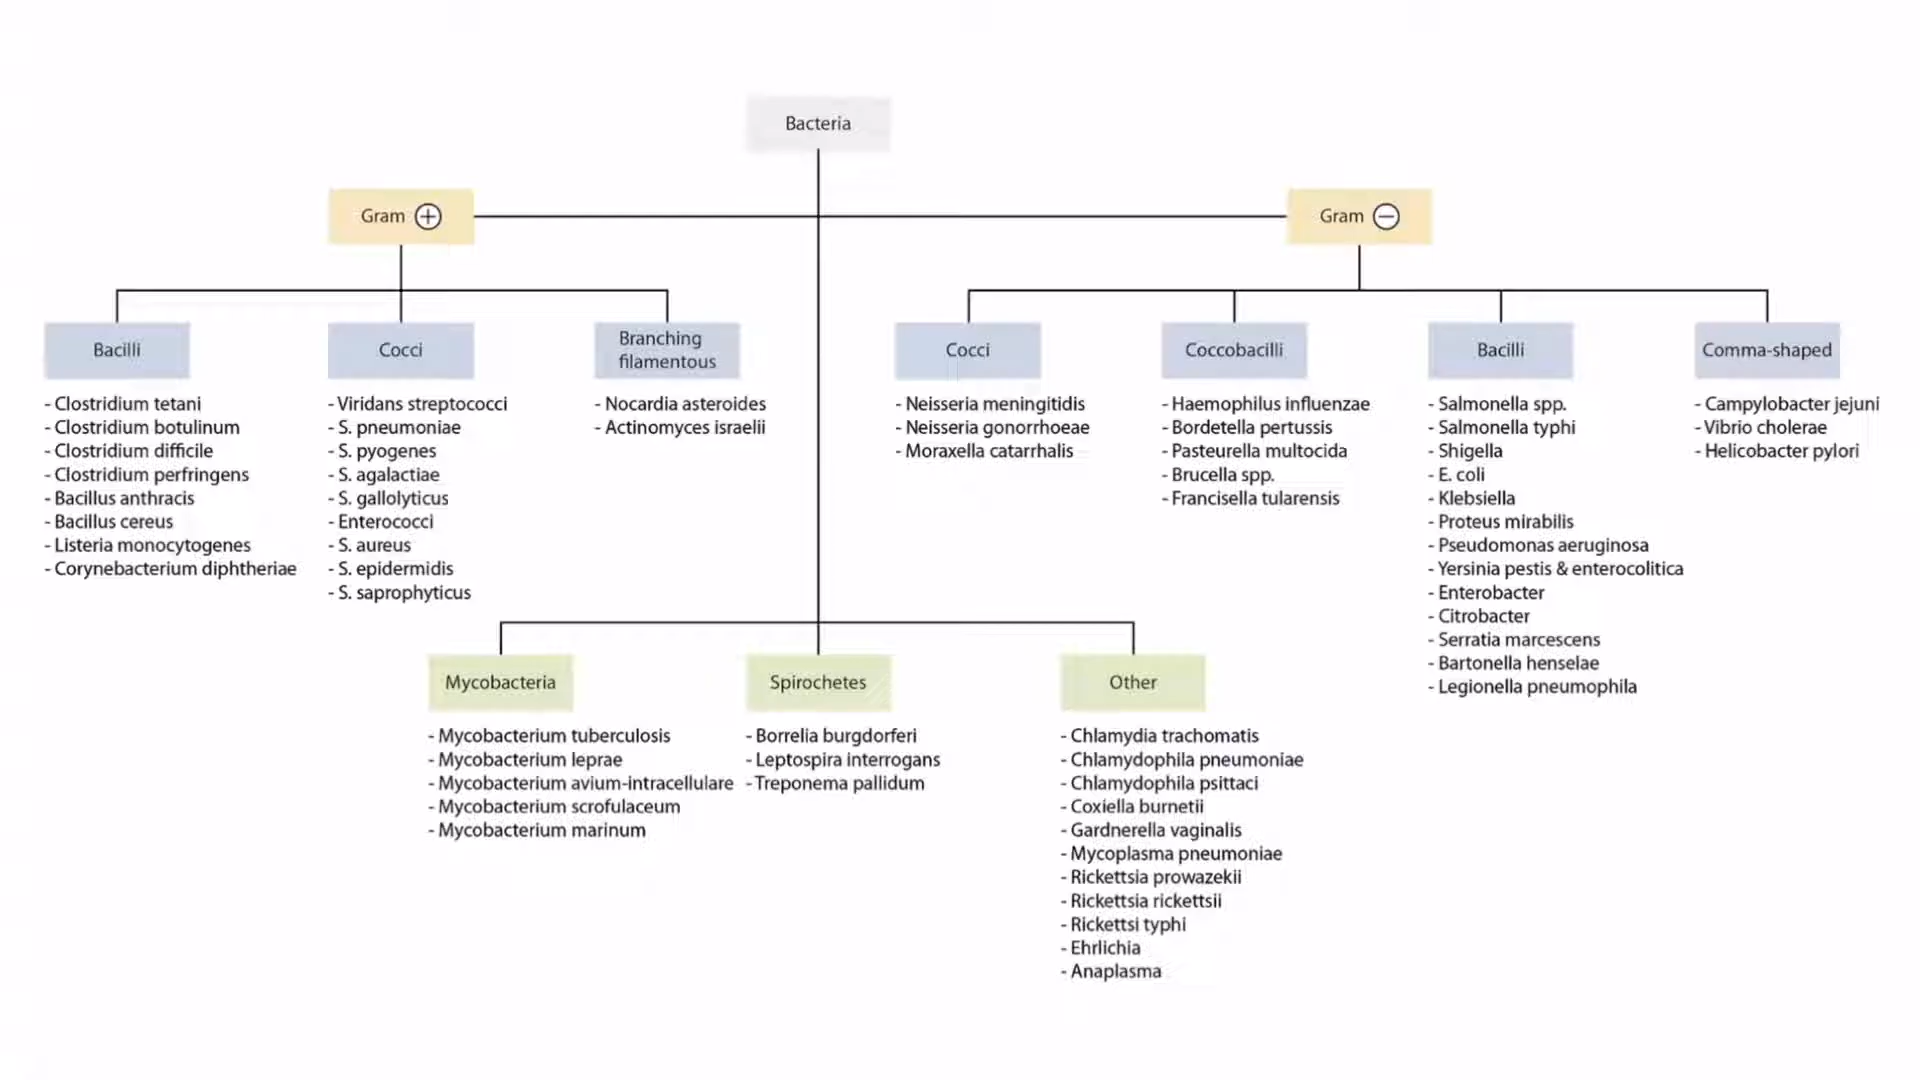 Bacteria
Gram +
Gram −
Bacilli
- Clostridium tetani
- Clostridium botulinum
- Clostridium difficile
- Clostridium perfringens
- Bacillus anthracis
- Bacillus cereus
- Listeria monocytogenes
- Corynebacterium diphtheriae
Cocci
- Viridans streptococci
- S. pneumoniae
- S. pyogenes
- S. agalactiae
- S. gallolyticus
- Enterococci
- S. aureus
- S. epidermidis
- S. saprophyticus
Branching
filamentous
- Nocardia asteroides
- Actinomyces israelii
Cocci
- Neisseria meningitidis
- Neisseria gonorrhoeae
- Moraxella catarrhalis
Coccobacilli
- Haemophilus influenzae
- Bordetella pertussis
- Pasteurella multocida
- Brucella spp.
- Francisella tularensis
Bacilli
- Salmonella spp.
- Salmonella typhi
- Shigella
- E. coli
- Klebsiella
- Proteus mirabilis
- Pseudomonas aeruginosa
- Yersinia pestis & enterocolitica
- Enterobacter
- Citrobacter
- Serratia marcescens
- Bartonella henselae
- Legionella pneumophila
Comma-shaped
- Campylobacter jejuni
- Vibrio cholerae
- Helicobacter pylori
Mycobacteria
- Mycobacterium tuberculosis
- Mycobacterium leprae
- Mycobacterium avium-intracellulare
- Mycobacterium scrofulaceum
- Mycobacterium marinum
Spirochetes
- Borrelia burgdorferi
- Leptospira interrogans
- Treponema pallidum
Other
- Chlamydia trachomatis
- Chlamydophila pneumoniae
- Chlamydophila psittaci
- Coxiella burnetii
- Gardnerella vaginalis
- Mycoplasma pneumoniae
- Rickettsia prowazekii
- Rickettsia rickettsii
- Rickettsi typhi
- Ehrlichia
- Anaplasma